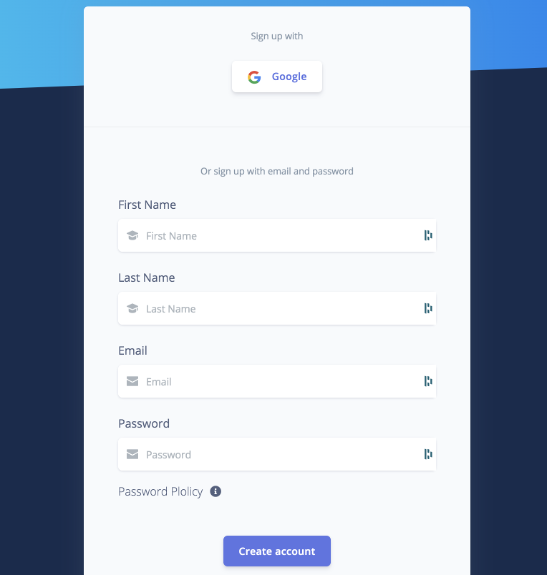 Sign up with
Google
Or sign up with email and password
First Name
First Name
Last Name
Last Name
Email
Email
Password
Password
Password Plolicy
Create account